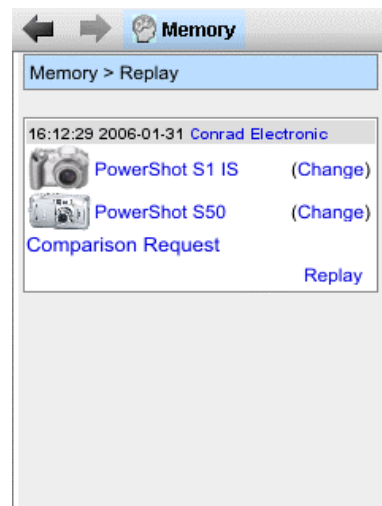 Memory
Memory > Replay
16:12:29 2006-01-31 Conrad Electronic
PowerShot S1 IS (Change)
PowerShot S50 (Change)
Comparison Request
Replay